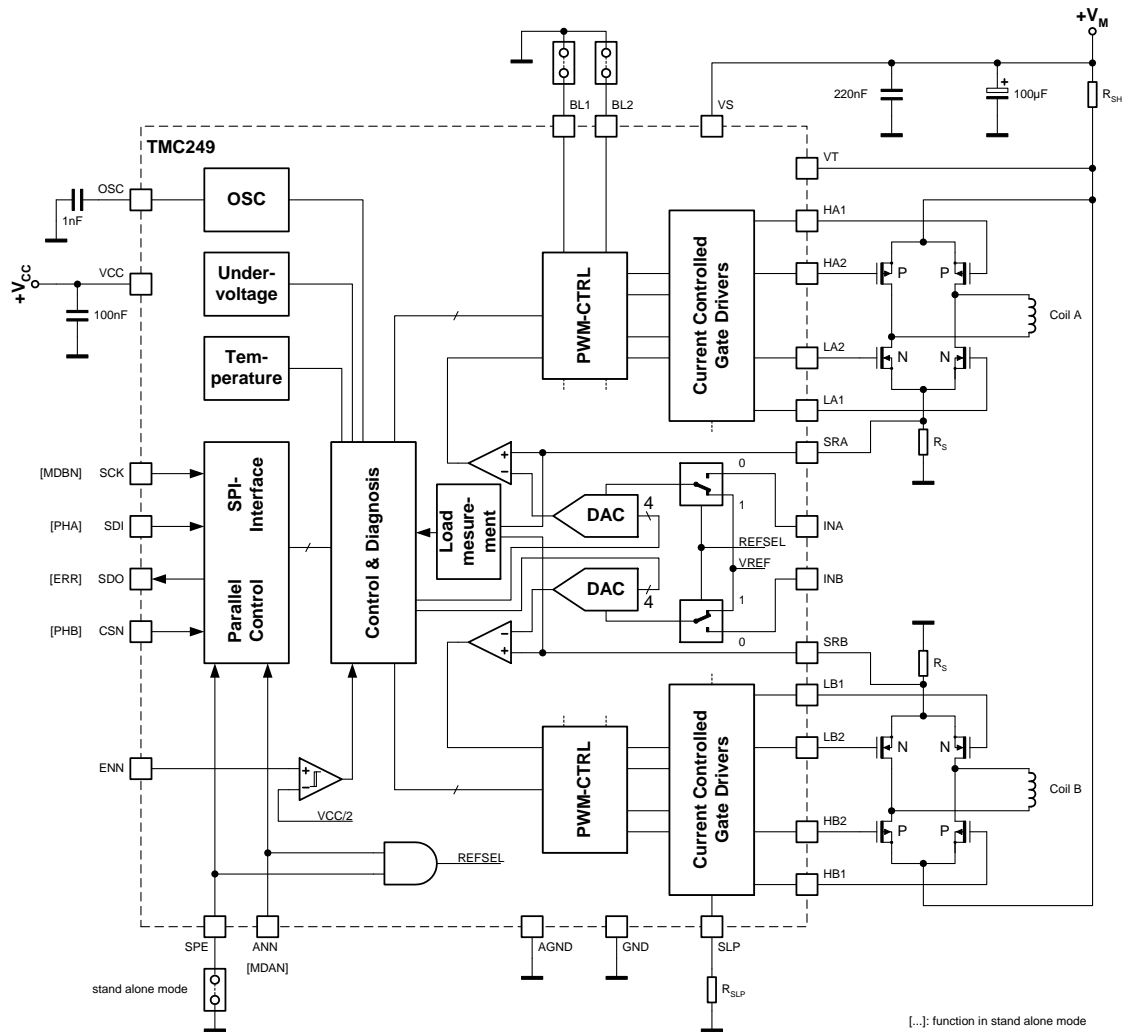 +VM
220nF
100µF
+
RSH
BL1
BL2
VS
TMC249
VT
OSC
1nF
OSC
HA1
+VCC
VCC
100nF
Under-
voltage
PWM-CTRL
Current Controlled
Gate Drivers
HA2
P
P
Coil A
Tem-
perature
LA2
N
N
LA1
SRA
RS
[MDBN]
SCK
[PHA]
SDI
[ERR]
SDO
[PHB]
CSN
SPI-
Interface
Parallel
Control
Control & Diagnosis
Load
mesurement
ment
+
−
DAC
4
0
1
INA
REFSEL
VREF
INB
DAC
4
1
0
−
+
SRB
RS
LB1
LB2
N
N
PWM-CTRL
Current Controlled
Gate Drivers
Coil B
HB2
P
P
HB1
ENN
+
−
VCC/2
REFSEL
SPE
ANN
[MDAN]
AGND
GND
SLP
stand alone mode
RSLP
[...]: function in stand alone mode